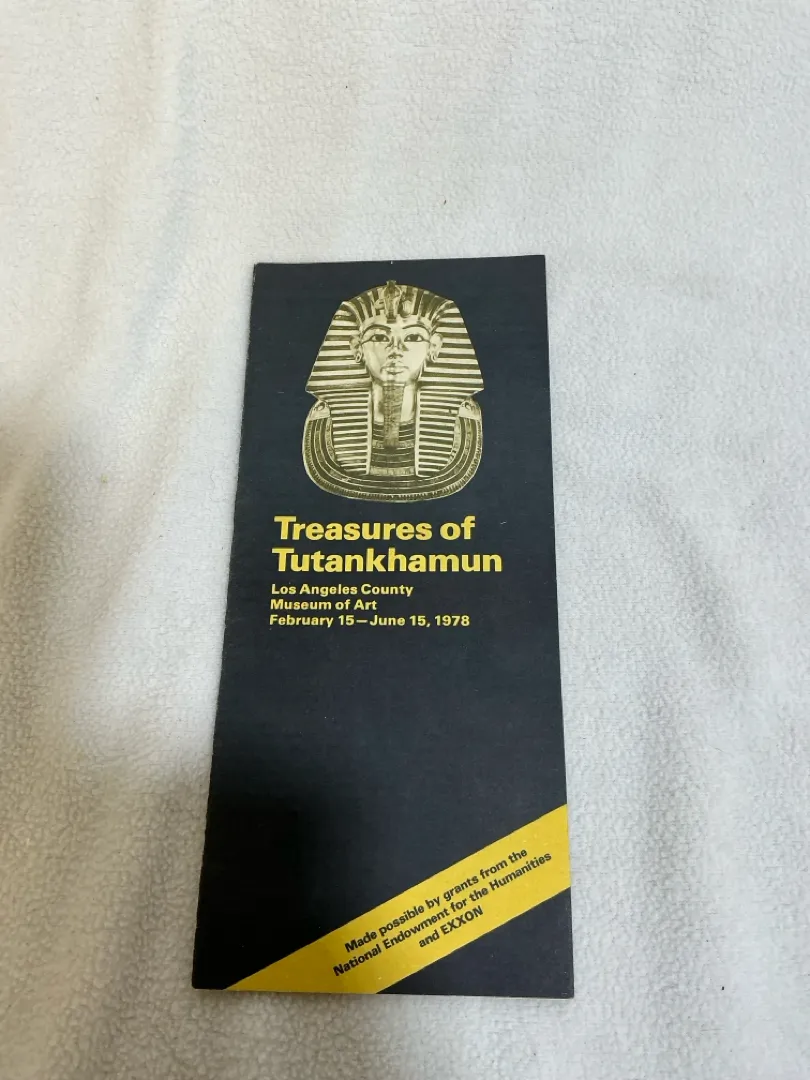 Treasures of
Tutankhamun
Los Angeles County
Museum of Art
February 15—June 15, 1978
Made possible by grants from the
National Endowment for the Humanities
and EXXON